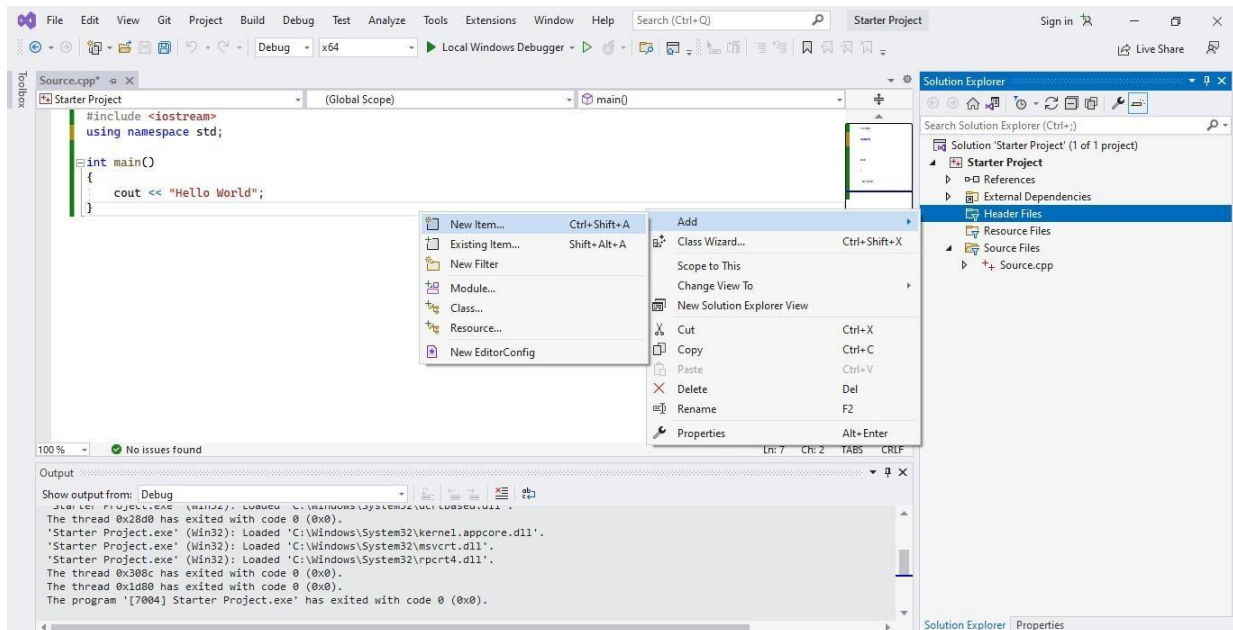 File Edit View Git Project Build Debug Test Analyze Tools Extensions Window Help Search (Ctrl+Q) Starter Project Sign in
Debug x64 Local Windows Debugger Live Share
Toolbox
Source.cpp*
Starter Project (Global Scope) main()
#include <iostream>
using namespace std;
int main()
{
cout << "Hello World";
}
New Item... Ctrl+Shift+A
Existing Item... Shift+Alt+A
New Filter
Module...
Class...
Resource...
New EditorConfig
Add
Class Wizard... Ctrl+Shift+X
Scope to This
Change View To
New Solution Explorer View
Cut Ctrl+X
Copy Ctrl+C
Paste Ctrl+V
Delete Del
Rename F2
Properties Alt+Enter
100 % No issues found Ln: 7 Ch: 2 TABS CRLF
Output
Show output from: Debug
'Starter Project.exe' (Win32): Loaded 'C:\Windows\System32\ucrtbased.dll'.
The thread 0x28d0 has exited with code 0 (0x0).
'Starter Project.exe' (Win32): Loaded 'C:\Windows\System32\kernel.appcore.dll'.
'Starter Project.exe' (Win32): Loaded 'C:\Windows\System32\msvcrt.dll'.
'Starter Project.exe' (Win32): Loaded 'C:\Windows\System32\rpcrt4.dll'.
The thread 0x308c has exited with code 0 (0x0).
The thread 0x1d80 has exited with code 0 (0x0).
The program '[7004] Starter Project.exe' has exited with code 0 (0x0).
Solution Explorer
Search Solution Explorer (Ctrl+;)
Solution 'Starter Project' (1 of 1 project)
Starter Project
References
External Dependencies
Header Files
Resource Files
Source Files
Source.cpp
Solution Explorer Properties